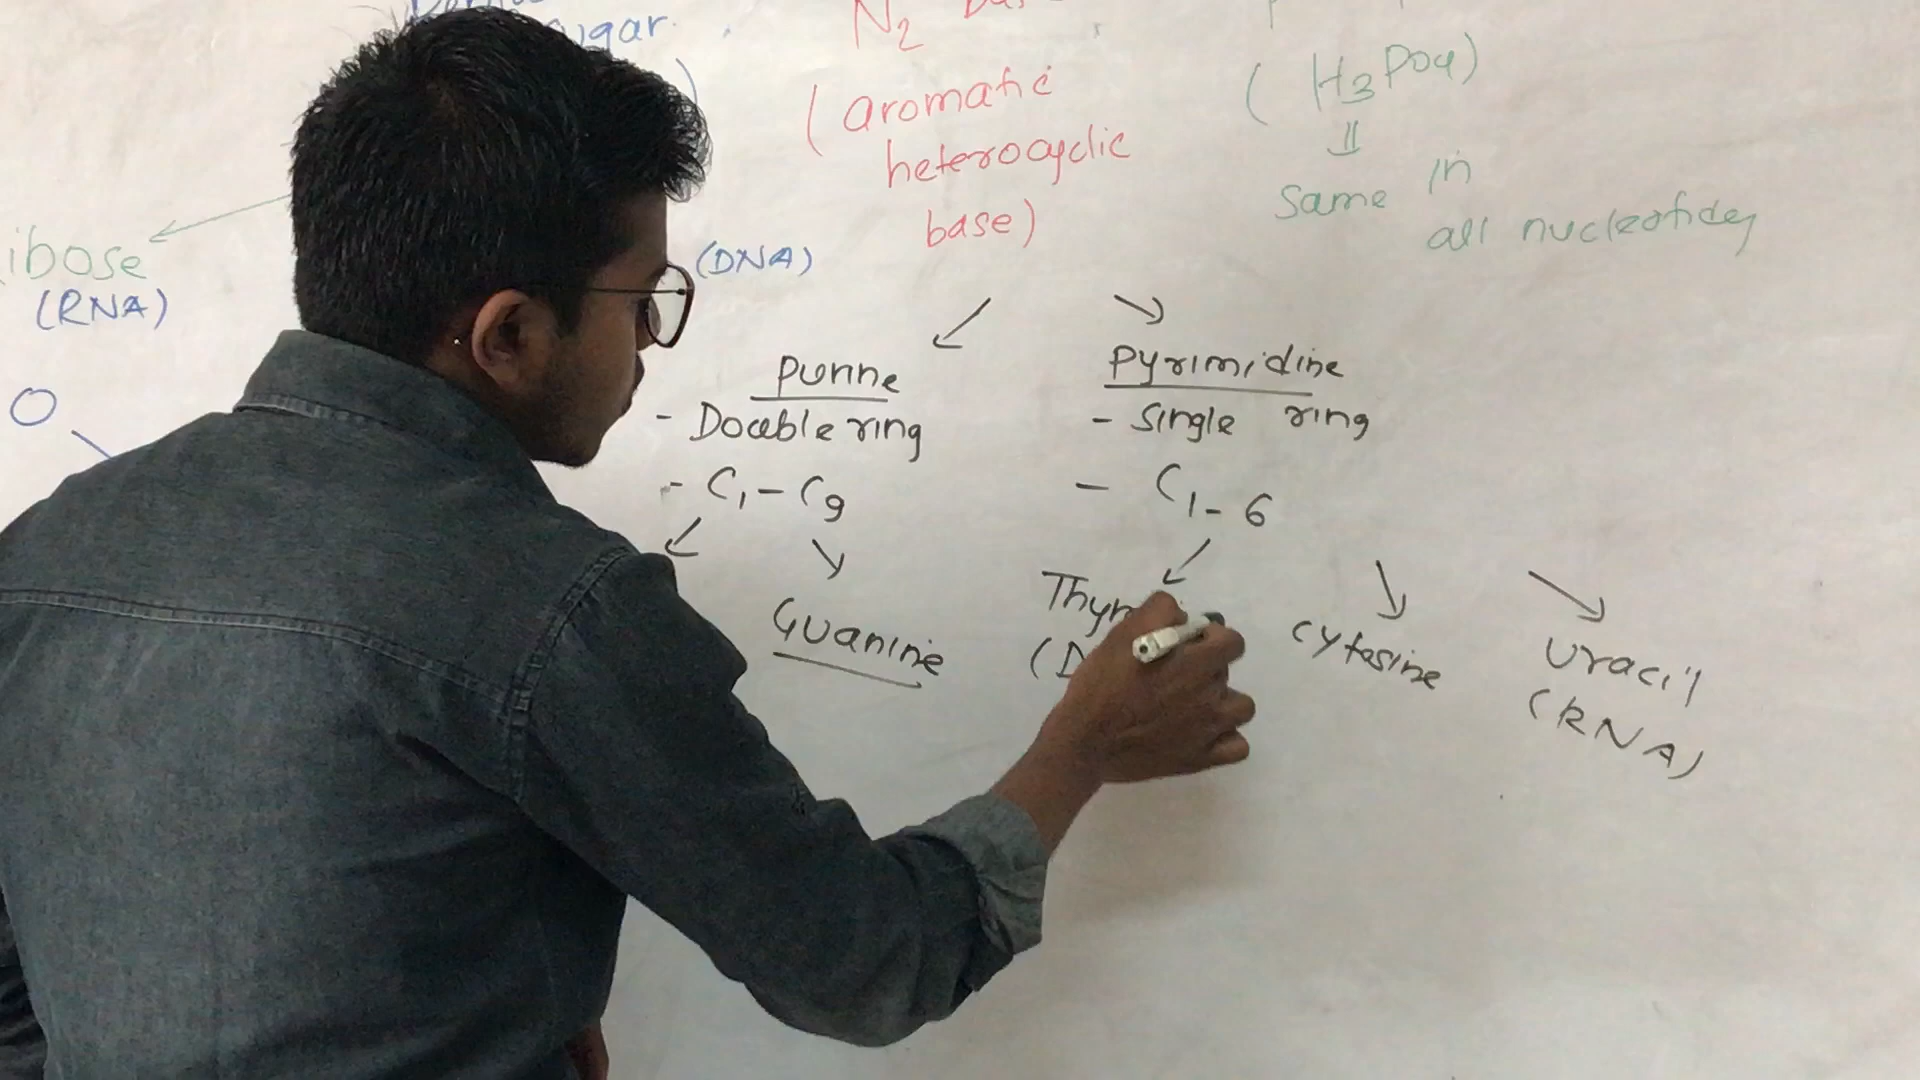 ugar.
N2
(aromatic
heterocyclic
base)
( H3PO4)
Same in
all nucleotides
ibose
(RNA)
(DNA)
O
Purine
- Double ring
- C1 - C9
Guanine
Pyrimidine
- Single ring
- C1 - 6
Thym
(D
Cytosine
Uracil
(RNA)